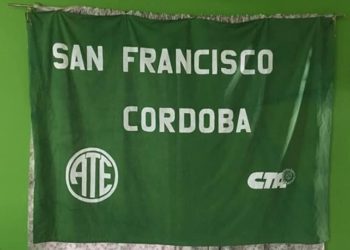 SAN FRANCISCO
CORDOBA
ATE
CTA